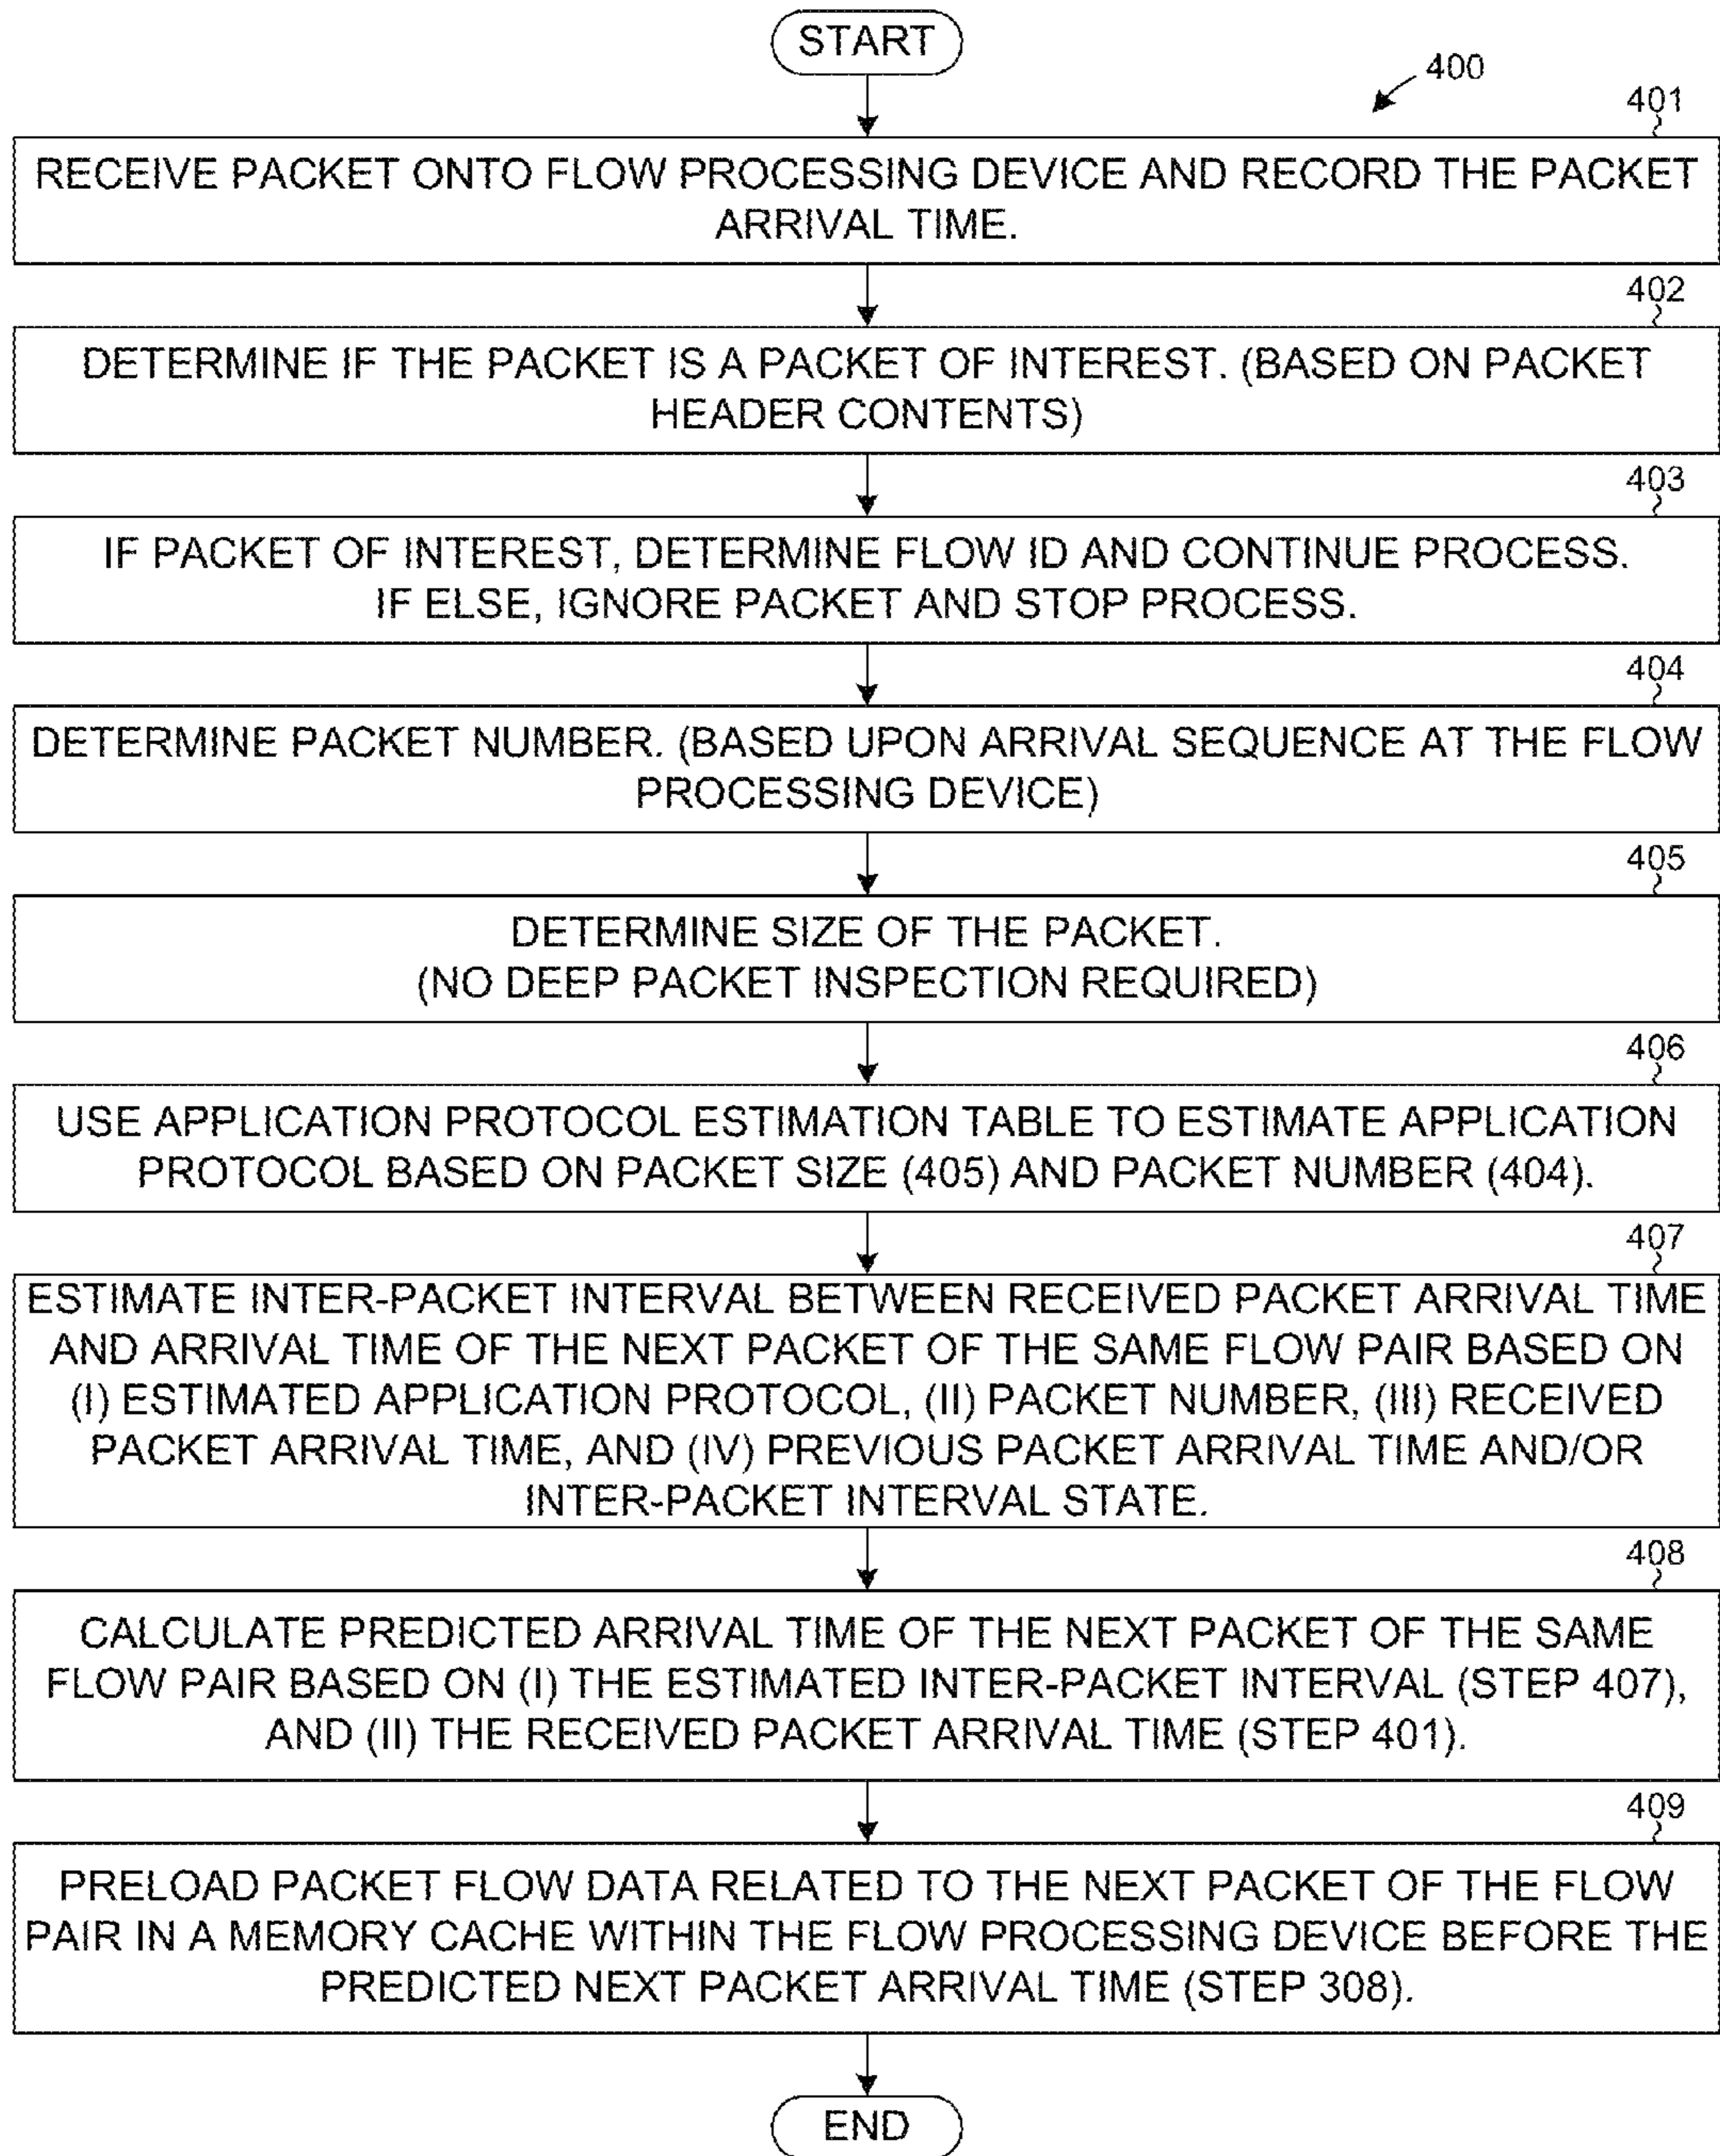 START
400
401
RECEIVE PACKET ONTO FLOW PROCESSING DEVICE AND RECORD THE PACKET
ARRIVAL TIME.
402
DETERMINE IF THE PACKET IS A PACKET OF INTEREST. (BASED ON PACKET
HEADER CONTENTS)
403
IF PACKET OF INTEREST, DETERMINE FLOW ID AND CONTINUE PROCESS.
IF ELSE, IGNORE PACKET AND STOP PROCESS.
404
DETERMINE PACKET NUMBER. (BASED UPON ARRIVAL SEQUENCE AT THE FLOW
PROCESSING DEVICE)
405
DETERMINE SIZE OF THE PACKET.
(NO DEEP PACKET INSPECTION REQUIRED)
406
USE APPLICATION PROTOCOL ESTIMATION TABLE TO ESTIMATE APPLICATION
PROTOCOL BASED ON PACKET SIZE (405) AND PACKET NUMBER (404).
407
ESTIMATE INTER-PACKET INTERVAL BETWEEN RECEIVED PACKET ARRIVAL TIME
AND ARRIVAL TIME OF THE NEXT PACKET OF THE SAME FLOW PAIR BASED ON
(I) ESTIMATED APPLICATION PROTOCOL, (II) PACKET NUMBER, (III) RECEIVED
PACKET ARRIVAL TIME, AND (IV) PREVIOUS PACKET ARRIVAL TIME AND/OR
INTER-PACKET INTERVAL STATE.
408
CALCULATE PREDICTED ARRIVAL TIME OF THE NEXT PACKET OF THE SAME
FLOW PAIR BASED ON (I) THE ESTIMATED INTER-PACKET INTERVAL (STEP 407),
AND (II) THE RECEIVED PACKET ARRIVAL TIME (STEP 401).
409
PRELOAD PACKET FLOW DATA RELATED TO THE NEXT PACKET OF THE FLOW
PAIR IN A MEMORY CACHE WITHIN THE FLOW PROCESSING DEVICE BEFORE THE
PREDICTED NEXT PACKET ARRIVAL TIME (STEP 308).
END